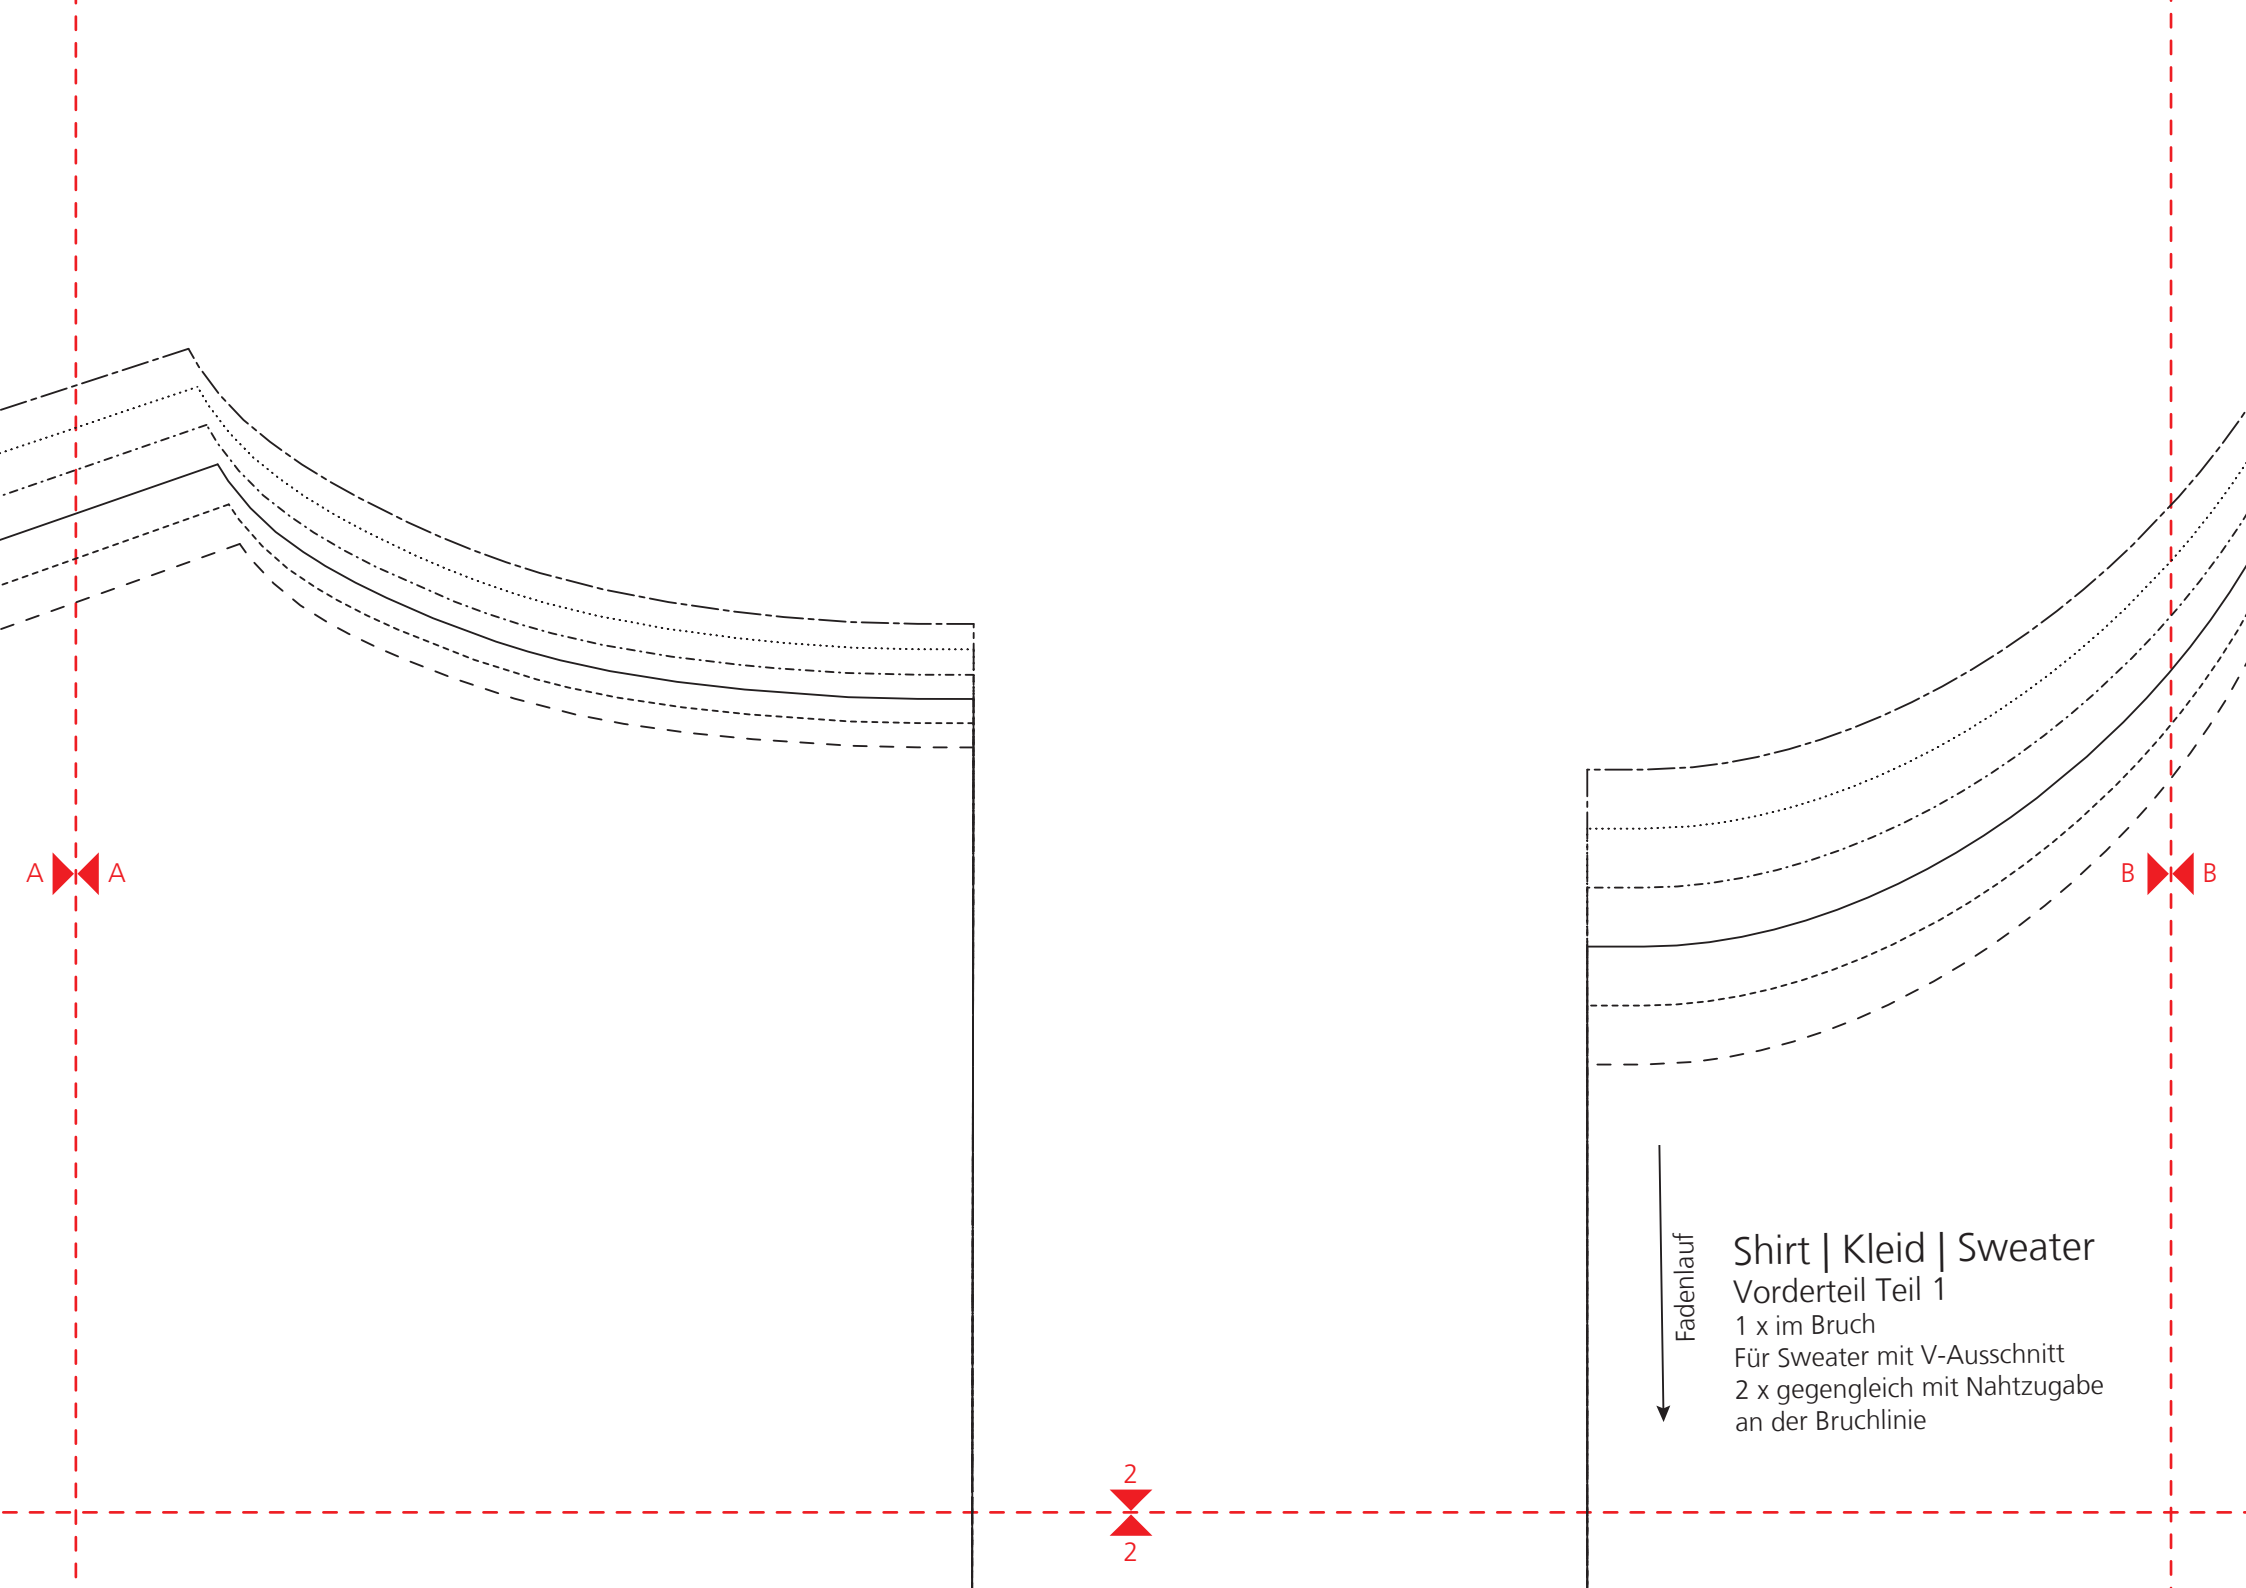 A A
B B
Fadenlauf
Shirt | Kleid | Sweater
Vorderteil Teil 1
1 x im Bruch
Für Sweater mit V-Ausschnitt
2 x gegengleich mit Nahtzugabe
an der Bruchlinie
2
2